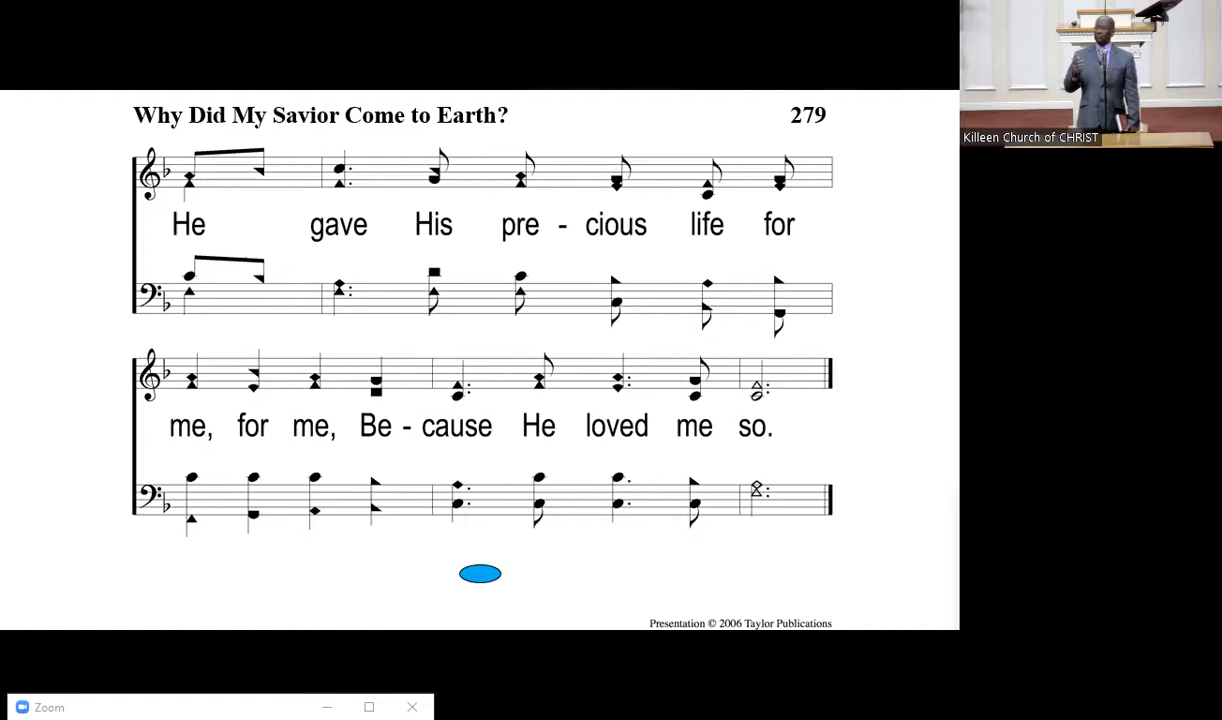 Why Did My Savior Come to Earth? 279
He gave His pre - cious life for
me, for me, Be - cause He loved me so.
Presentation © 2006 Taylor Publications
Killeen Church of CHRIST
Zoom